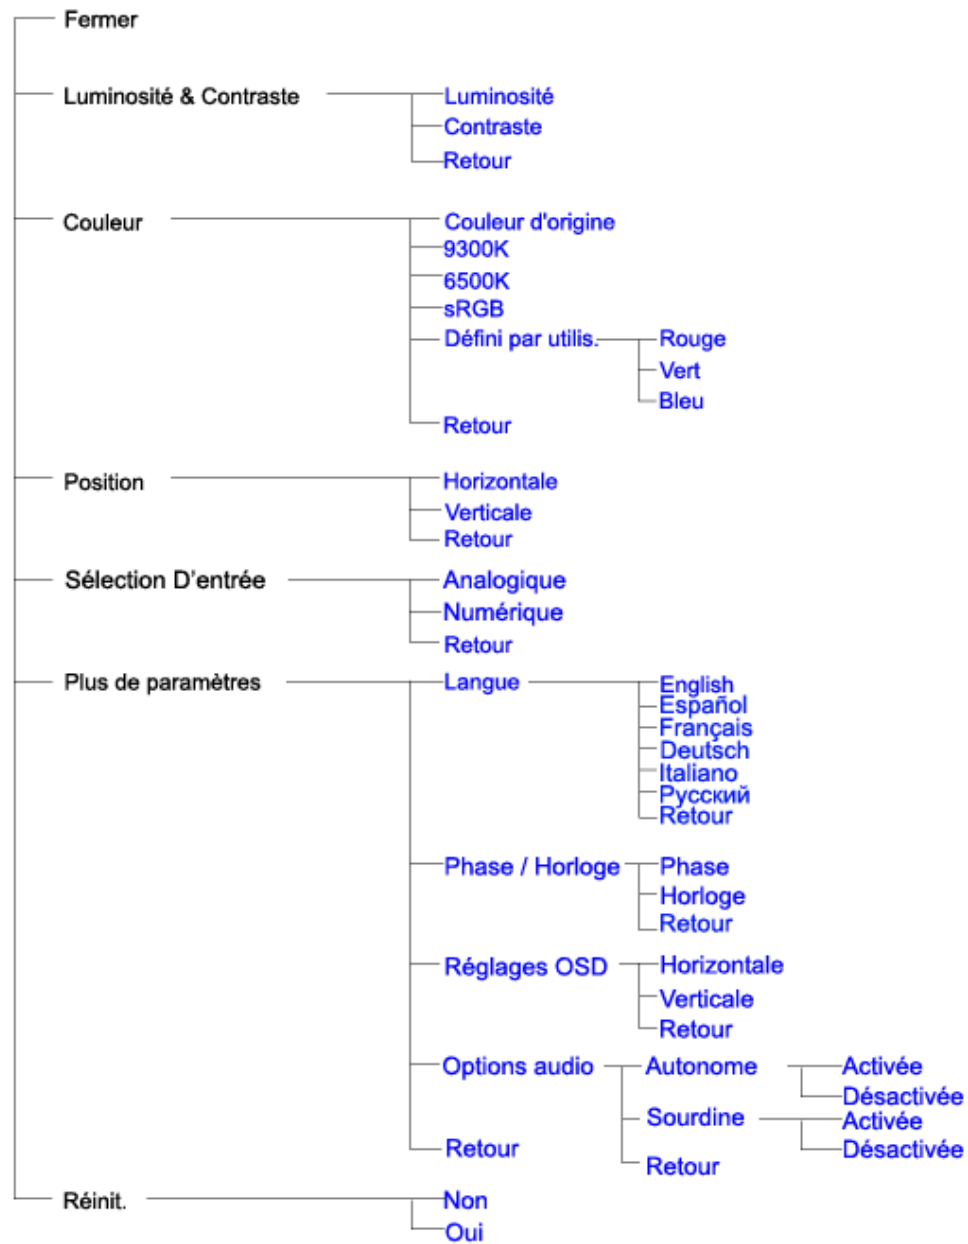 Fermer
Luminosité & Contraste Luminosité
Contraste
Retour
Couleur Couleur d'origine
9300K
6500K
sRGB
Défini par utilis. Rouge
Vert
Bleu
Retour
Position Horizontale
Verticale
Retour
Sélection D’entrée Analogique
Numérique
Retour
Plus de paramètres Langue English
Español
Français
Deutsch
Italiano
Русский
Retour
Phase / Horloge Phase
Horloge
Retour
Réglages OSD Horizontale
Verticale
Retour
Options audio Autonome Activée
Désactivée
Sourdine Activée
Désactivée
Retour
Retour
Réinit. Non
Oui